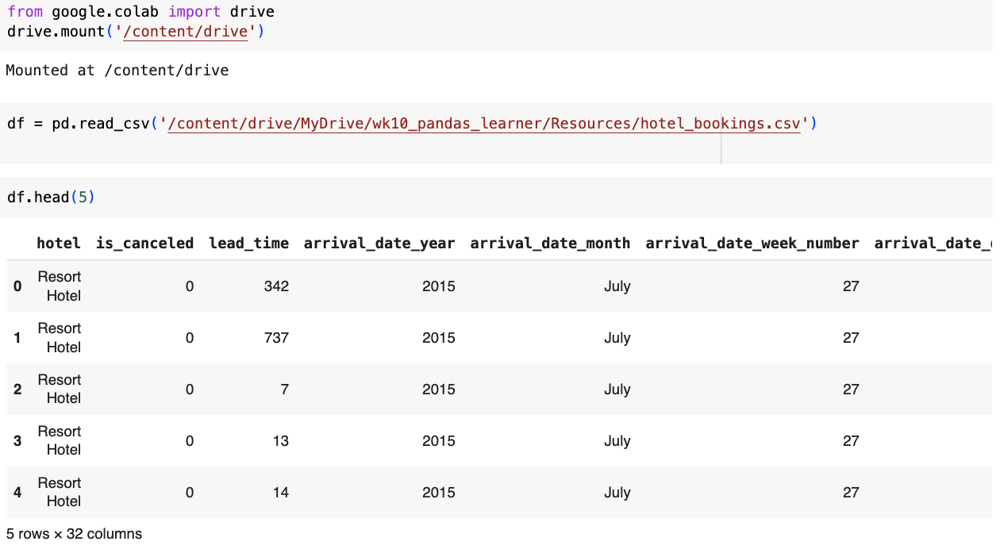 from google.colab import drive
drive.mount('/content/drive')
Mounted at /content/drive
df = pd.read_csv('/content/drive/MyDrive/wk10_pandas_learner/Resources/hotel_bookings.csv')
df.head(5)
hotel is_canceled lead_time arrival_date_year arrival_date_month arrival_date_week_number arrival_date_
0 Resort Hotel 0 342 2015 July 27
1 Resort Hotel 0 737 2015 July 27
2 Resort Hotel 0 7 2015 July 27
3 Resort Hotel 0 13 2015 July 27
4 Resort Hotel 0 14 2015 July 27
5 rows × 32 columns